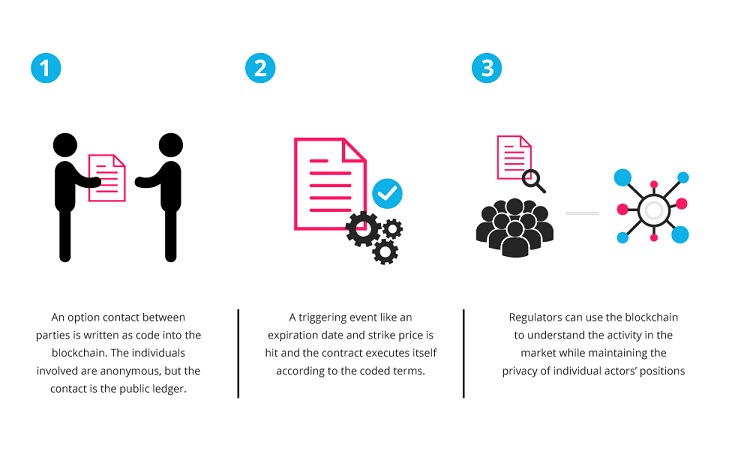 1
2
3
An option contact between
parties is written as code into the
blockchain. The individuals
involved are anonymous, but the
contact is the public ledger.
A triggering event like an
expiration date and strike price is
hit and the contract executes itself
according to the coded terms.
Regulators can use the blockchain
to understand the activity in the
market while maintaining the
privacy of individual actors’ positions